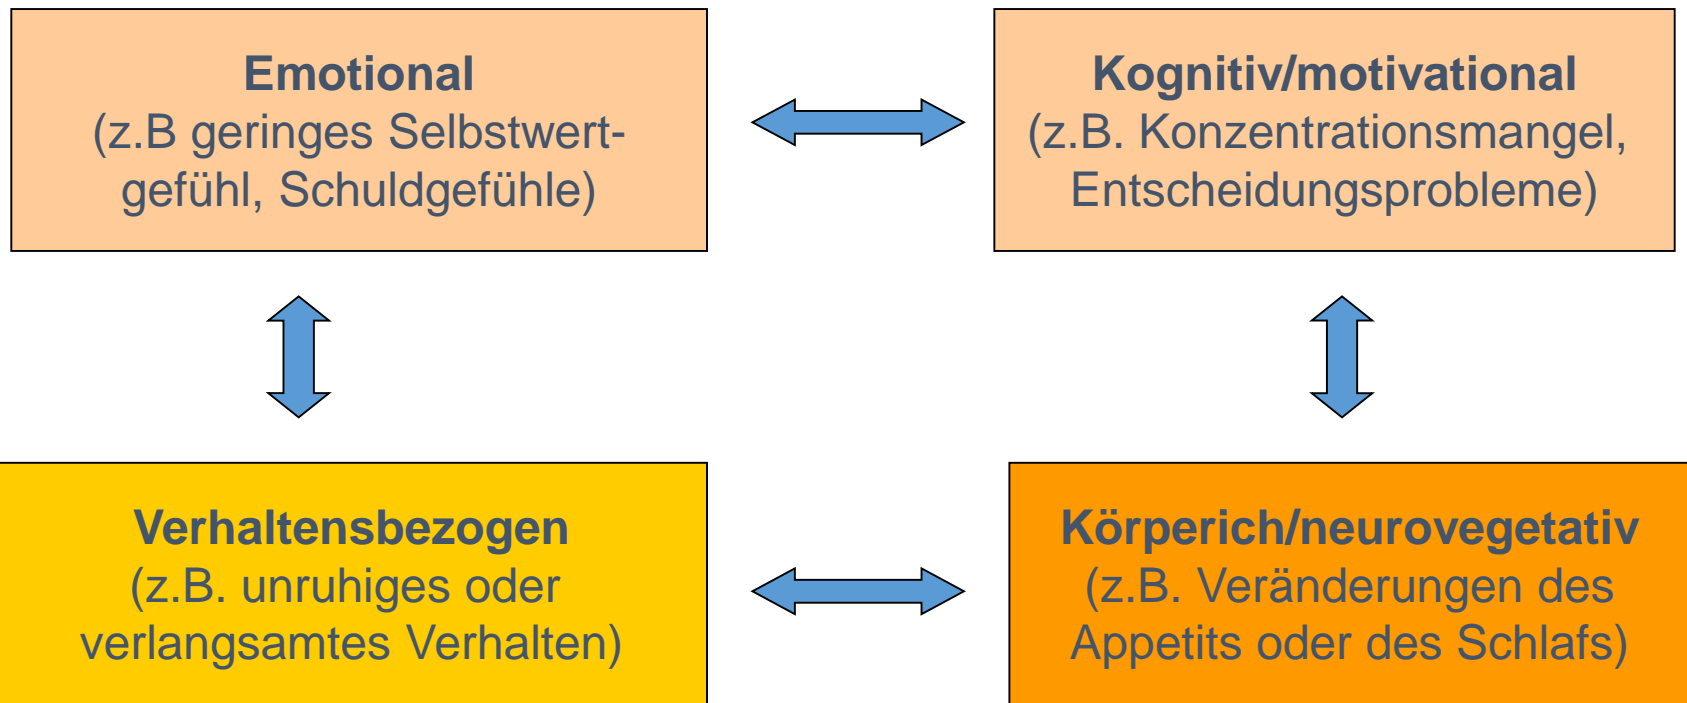 Emotional
(z.B geringes Selbstwert-
gefühl, Schuldgefühle)
Kognitiv/motivational
(z.B. Konzentrationsmangel,
Entscheidungsprobleme)
Verhaltensbezogen
(z.B. unruhiges oder
verlangsamtes Verhalten)
Körperich/neurovegetativ
(z.B. Veränderungen des
Appetits oder des Schlafs)